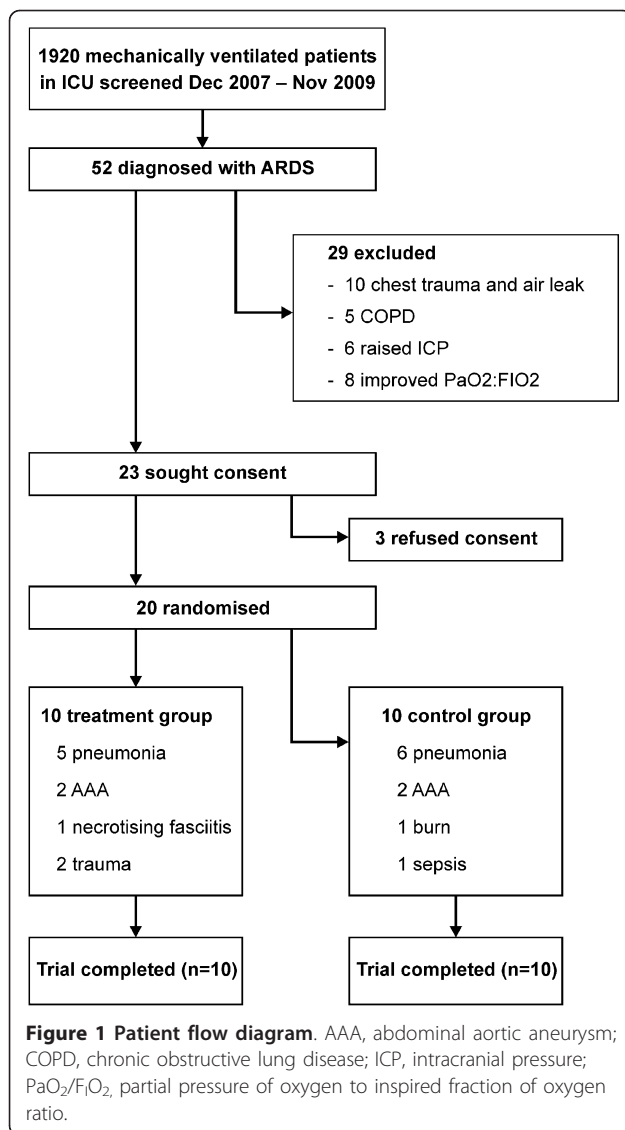 1920 mechanically ventilated patients
in ICU screened Dec 2007 – Nov 2009
52 diagnosed with ARDS
29 excluded
- 10 chest trauma and air leak
- 5 COPD
- 6 raised ICP
- 8 improved PaO2:FIO2
23 sought consent
3 refused consent
20 randomised
10 treatment group
5 pneumonia
2 AAA
1 necrotising fasciitis
2 trauma
10 control group
6 pneumonia
2 AAA
1 burn
1 sepsis
Trial completed (n=10)
Trial completed (n=10)
Figure 1 Patient flow diagram. AAA, abdominal aortic aneurysm;
COPD, chronic obstructive lung disease; ICP, intracranial pressure;
PaO₂/FIO₂, partial pressure of oxygen to inspired fraction of oxygen
ratio.